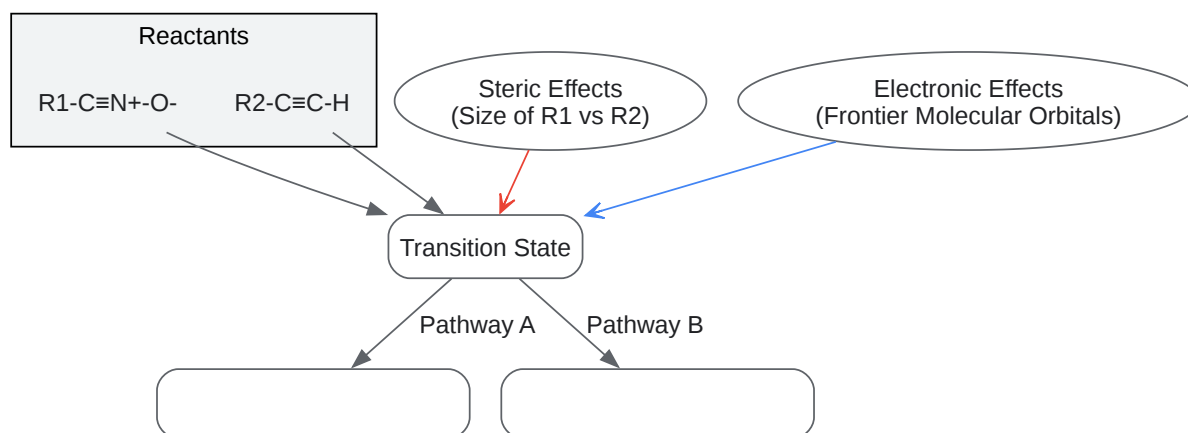 Reactants
R1-C≡N+-O-
R2-C≡C-H
Steric Effects
(Size of R1 vs R2)
Electronic Effects
(Frontier Molecular Orbitals)
Transition State
Pathway A
Pathway B